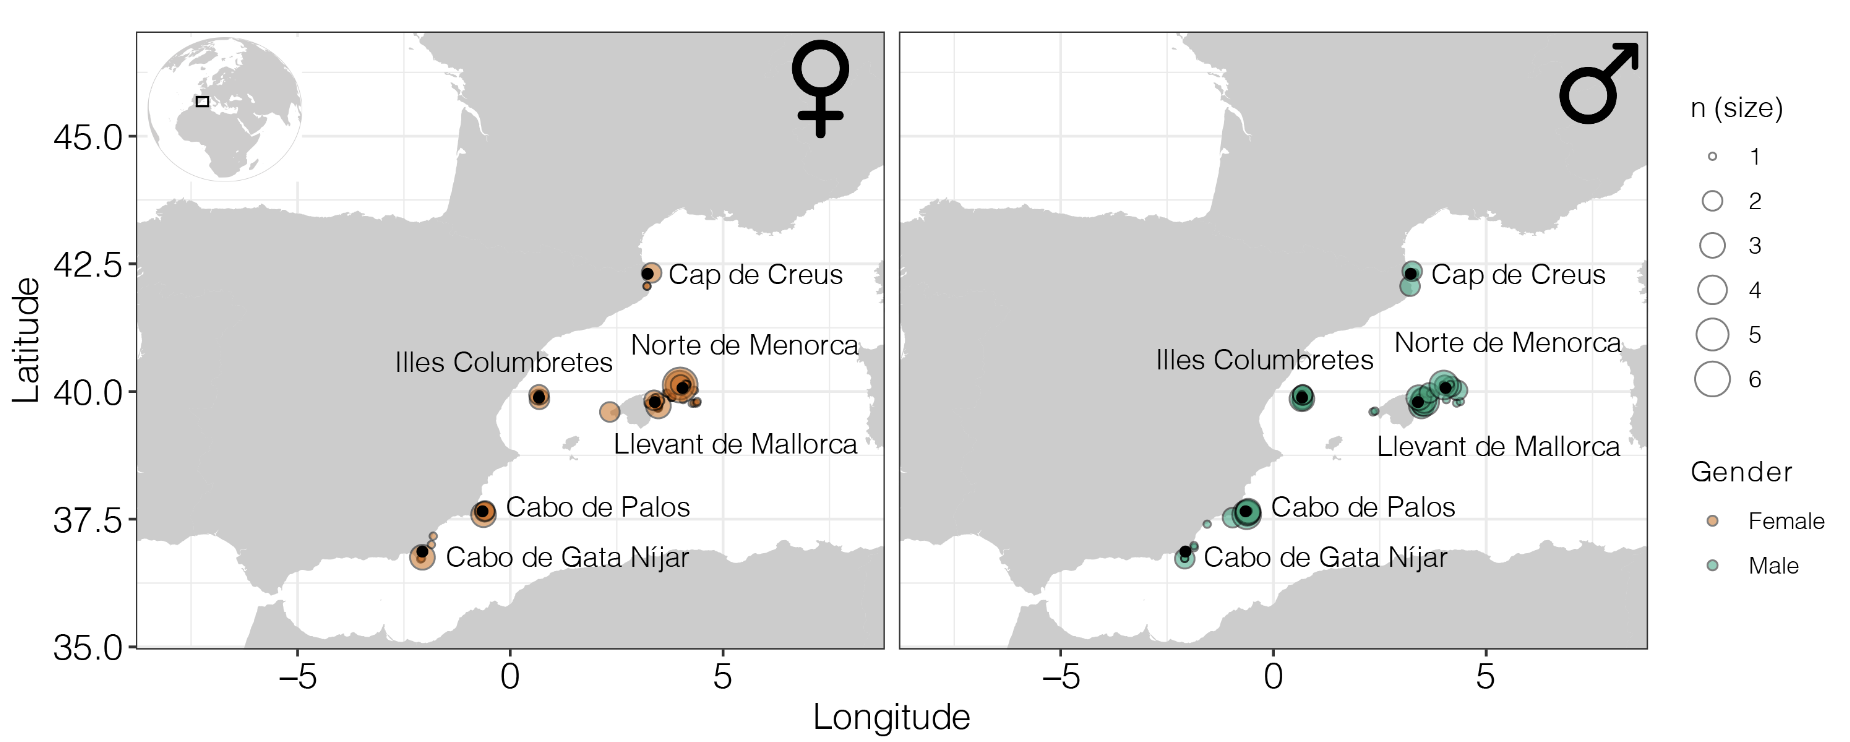 45.0
42.5
40.0
37.5
35.0
Latitude
Cap de Creus
Norte de Menorca
Illes Columbretes
Llevant de Mallorca
Cabo de Palos
Cabo de Gata Níjar
−5
0
5
Cap de Creus
Norte de Menorca
Illes Columbretes
Llevant de Mallorca
Cabo de Palos
Cabo de Gata Níjar
−5
0
5
Longitude
n (size)
1
2
3
4
5
6
Gender
Female
Male